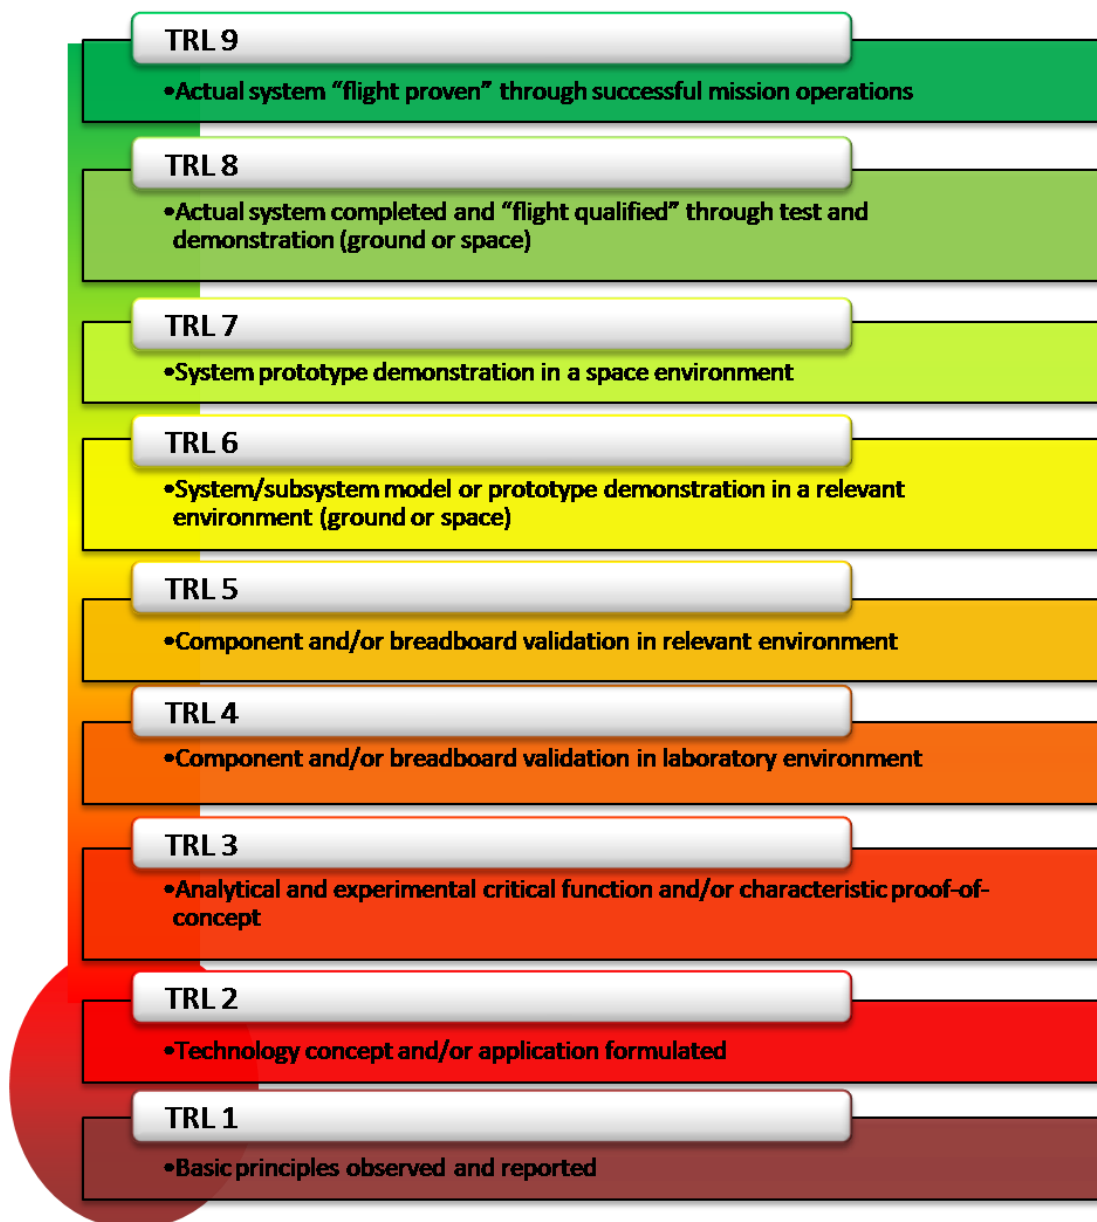 TRL 9
•Actual system “flight proven” through successful mission operations
TRL 8
•Actual system completed and “flight qualified” through test and
demonstration (ground or space)
TRL 7
•System prototype demonstration in a space environment
TRL 6
•System/subsystem model or prototype demonstration in a relevant
environment (ground or space)
TRL 5
•Component and/or breadboard validation in relevant environment
TRL 4
•Component and/or breadboard validation in laboratory environment
TRL 3
•Analytical and experimental critical function and/or characteristic proof-of-
concept
TRL 2
•Technology concept and/or application formulated
TRL 1
•Basic principles observed and reported